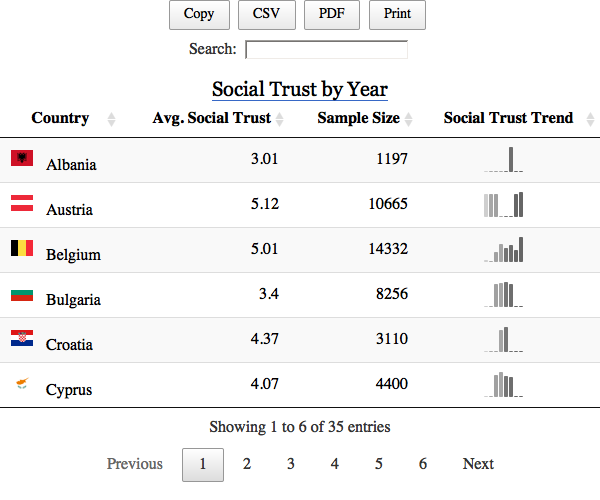 Copy CSV PDF Print
Search:
Social Trust by Year
Country Avg. Social Trust Sample Size Social Trust Trend
Albania 3.01 1197
Austria 5.12 10665
Belgium 5.01 14332
Bulgaria 3.4 8256
Croatia 4.37 3110
Cyprus 4.07 4400
Showing 1 to 6 of 35 entries
Previous 1 2 3 4 5 6 Next